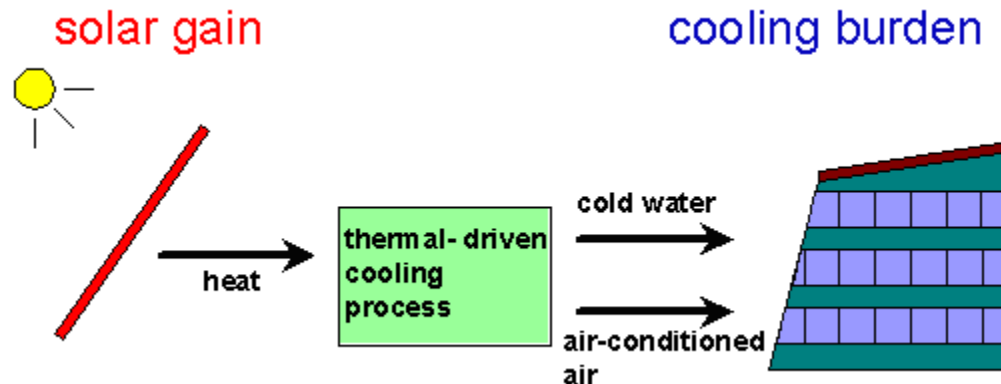 solar gain
cooling burden
heat
thermal- driven
cooling
process
cold water
air-conditioned
air